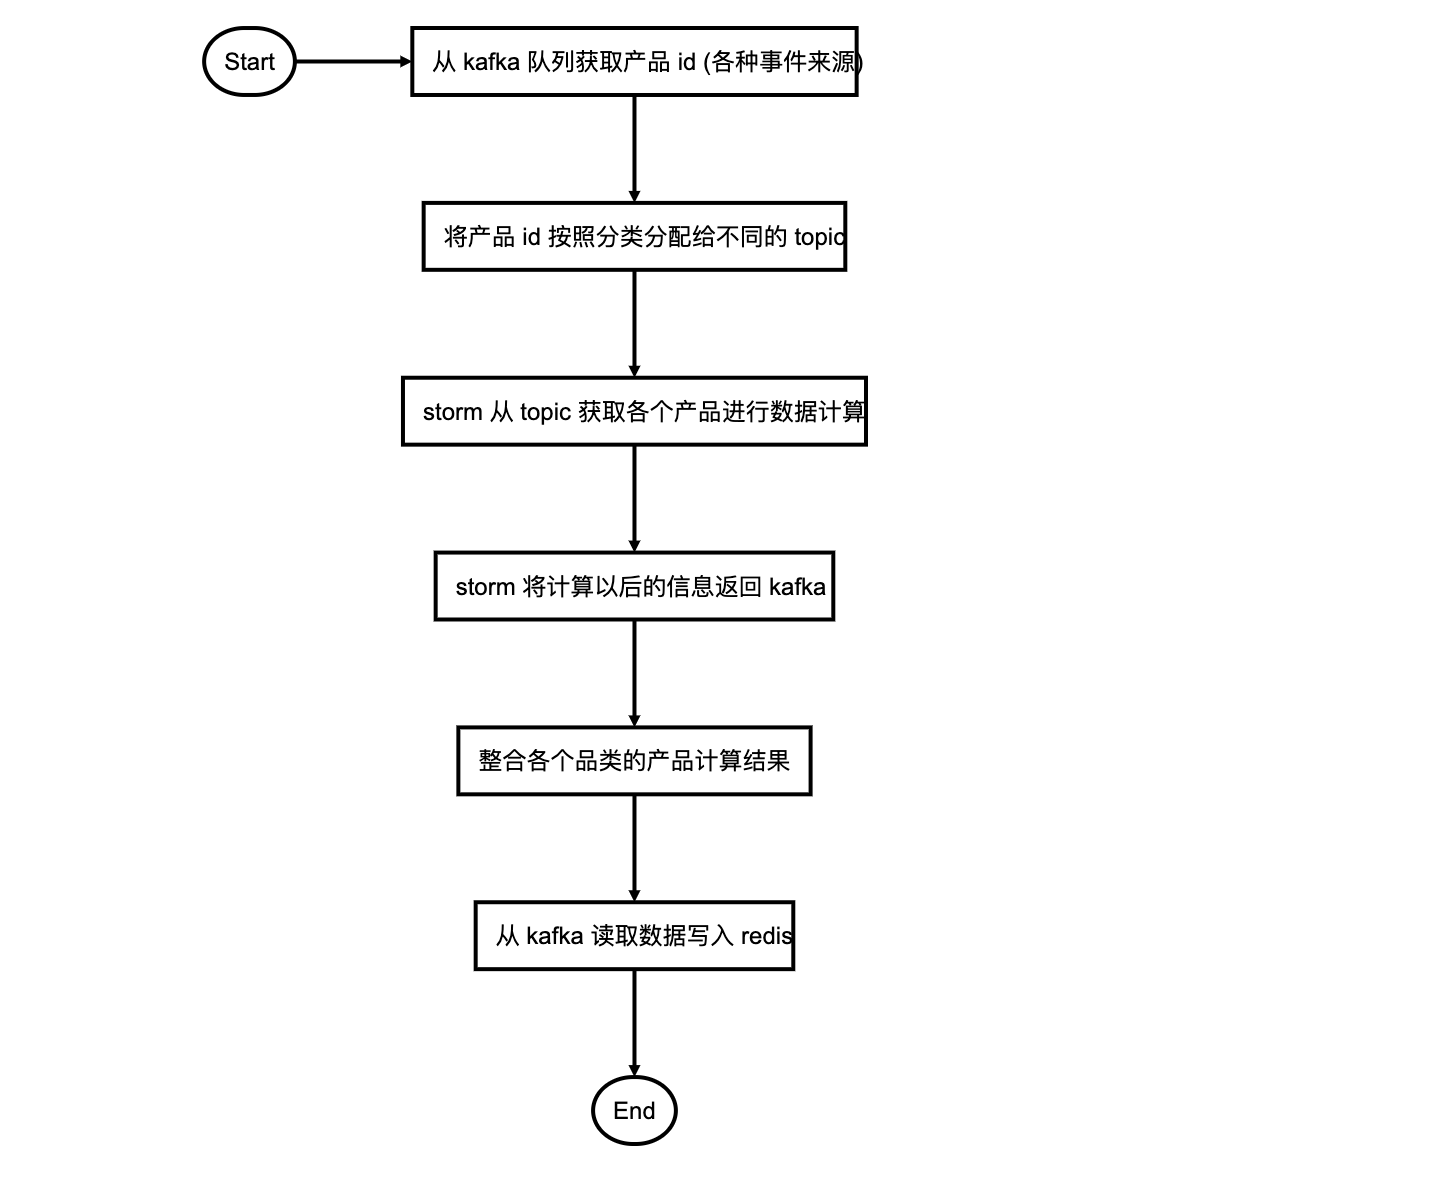 Start
从 kafka 队列获取产品 id (各种事件来源)
将产品 id 按照分类分配给不同的 topic
storm 从 topic 获取各个产品进行数据计算
storm 将计算以后的信息返回 kafka
整合各个品类的产品计算结果
从 kafka 读取数据写入 redis
End